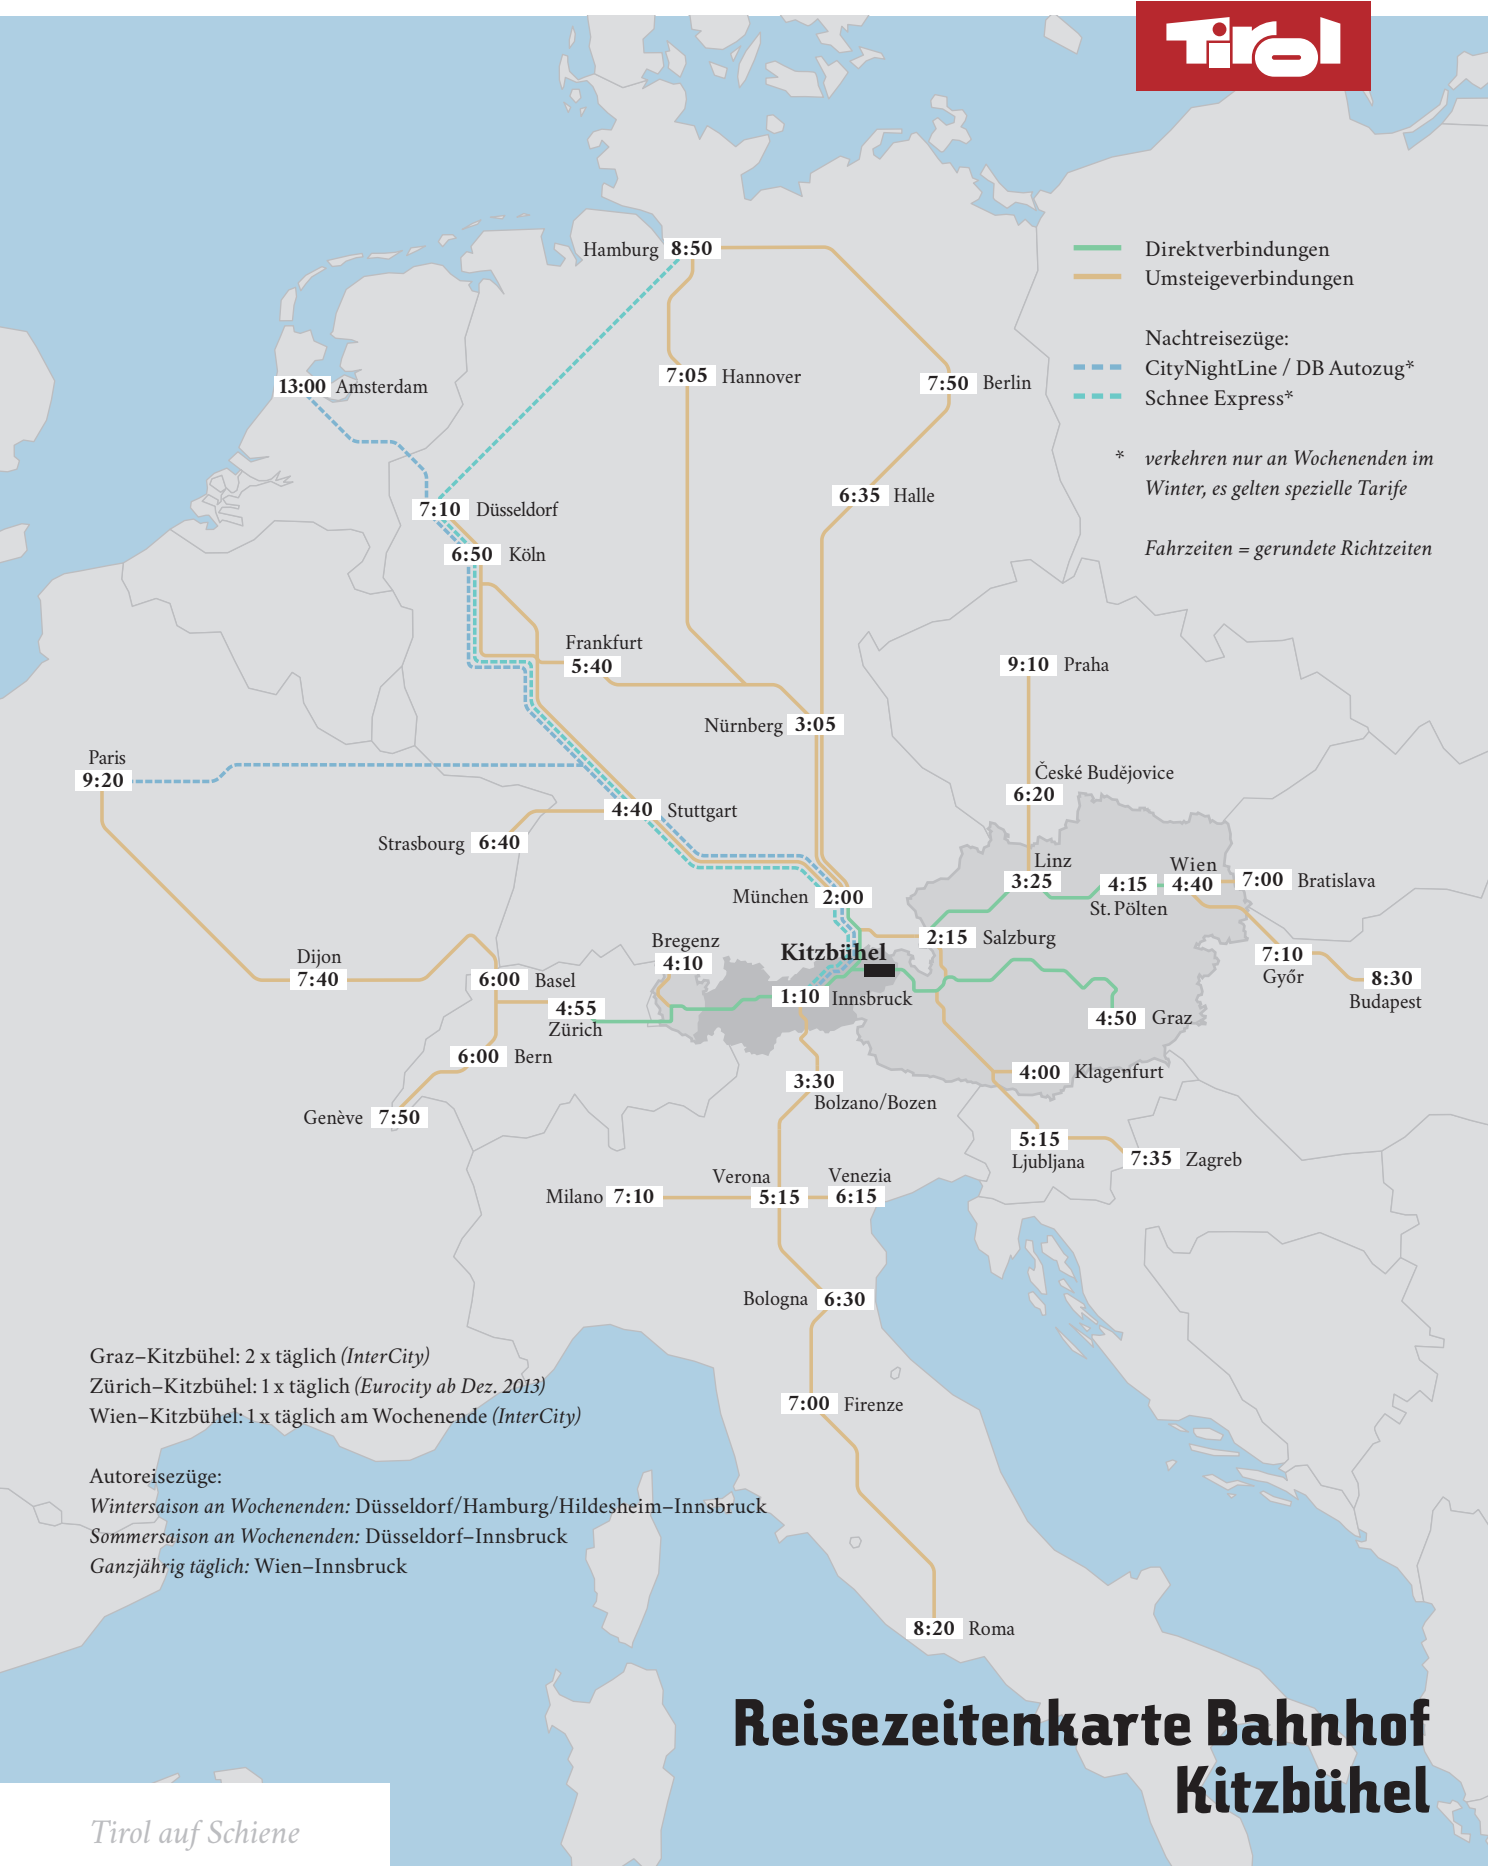 Tirol
Hamburg 8:50
Direktverbindungen
Umsteigeverbindungen
Nachtreisezüge:
CityNightLine / DB Autozug*
Schnee Express*
* verkehren nur an Wochenenden im
Winter, es gelten spezielle Tarife
Fahrzeiten = gerundete Richtzeiten
7:05 Hannover
7:50 Berlin
13:00 Amsterdam
6:35 Halle
7:10 Düsseldorf
6:50 Köln
Frankfurt
5:40
9:10 Praha
Nürnberg 3:05
Paris
9:20
České Budějovice
6:20
4:40 Stuttgart
Strasbourg 6:40
Linz
3:25
4:15
St. Pölten
Wien
4:40
7:00 Bratislava
München 2:00
2:15 Salzburg
Bregenz
4:10
Kitzbühel
7:10
Győr
8:30
Budapest
Dijon
7:40
6:00 Basel
4:55
Zürich
1:10 Innsbruck
4:50 Graz
6:00 Bern
4:00 Klagenfurt
3:30
Bolzano/Bozen
Genève 7:50
5:15
Ljubljana
7:35 Zagreb
Milano 7:10
Verona
5:15
Venezia
6:15
Bologna 6:30
7:00 Firenze
8:20 Roma
Graz–Kitzbühel: 2 x täglich (InterCity)
Zürich–Kitzbühel: 1 x täglich (Eurocity ab Dez. 2013)
Wien–Kitzbühel: 1 x täglich am Wochenende (InterCity)
Autoreisezüge:
Wintersaison an Wochenenden: Düsseldorf/Hamburg/Hildesheim–Innsbruck
Sommersaison an Wochenenden: Düsseldorf–Innsbruck
Ganzjährig täglich: Wien–Innsbruck
Reisezeitenkarte Bahnhof
Kitzbühel
Tirol auf Schiene